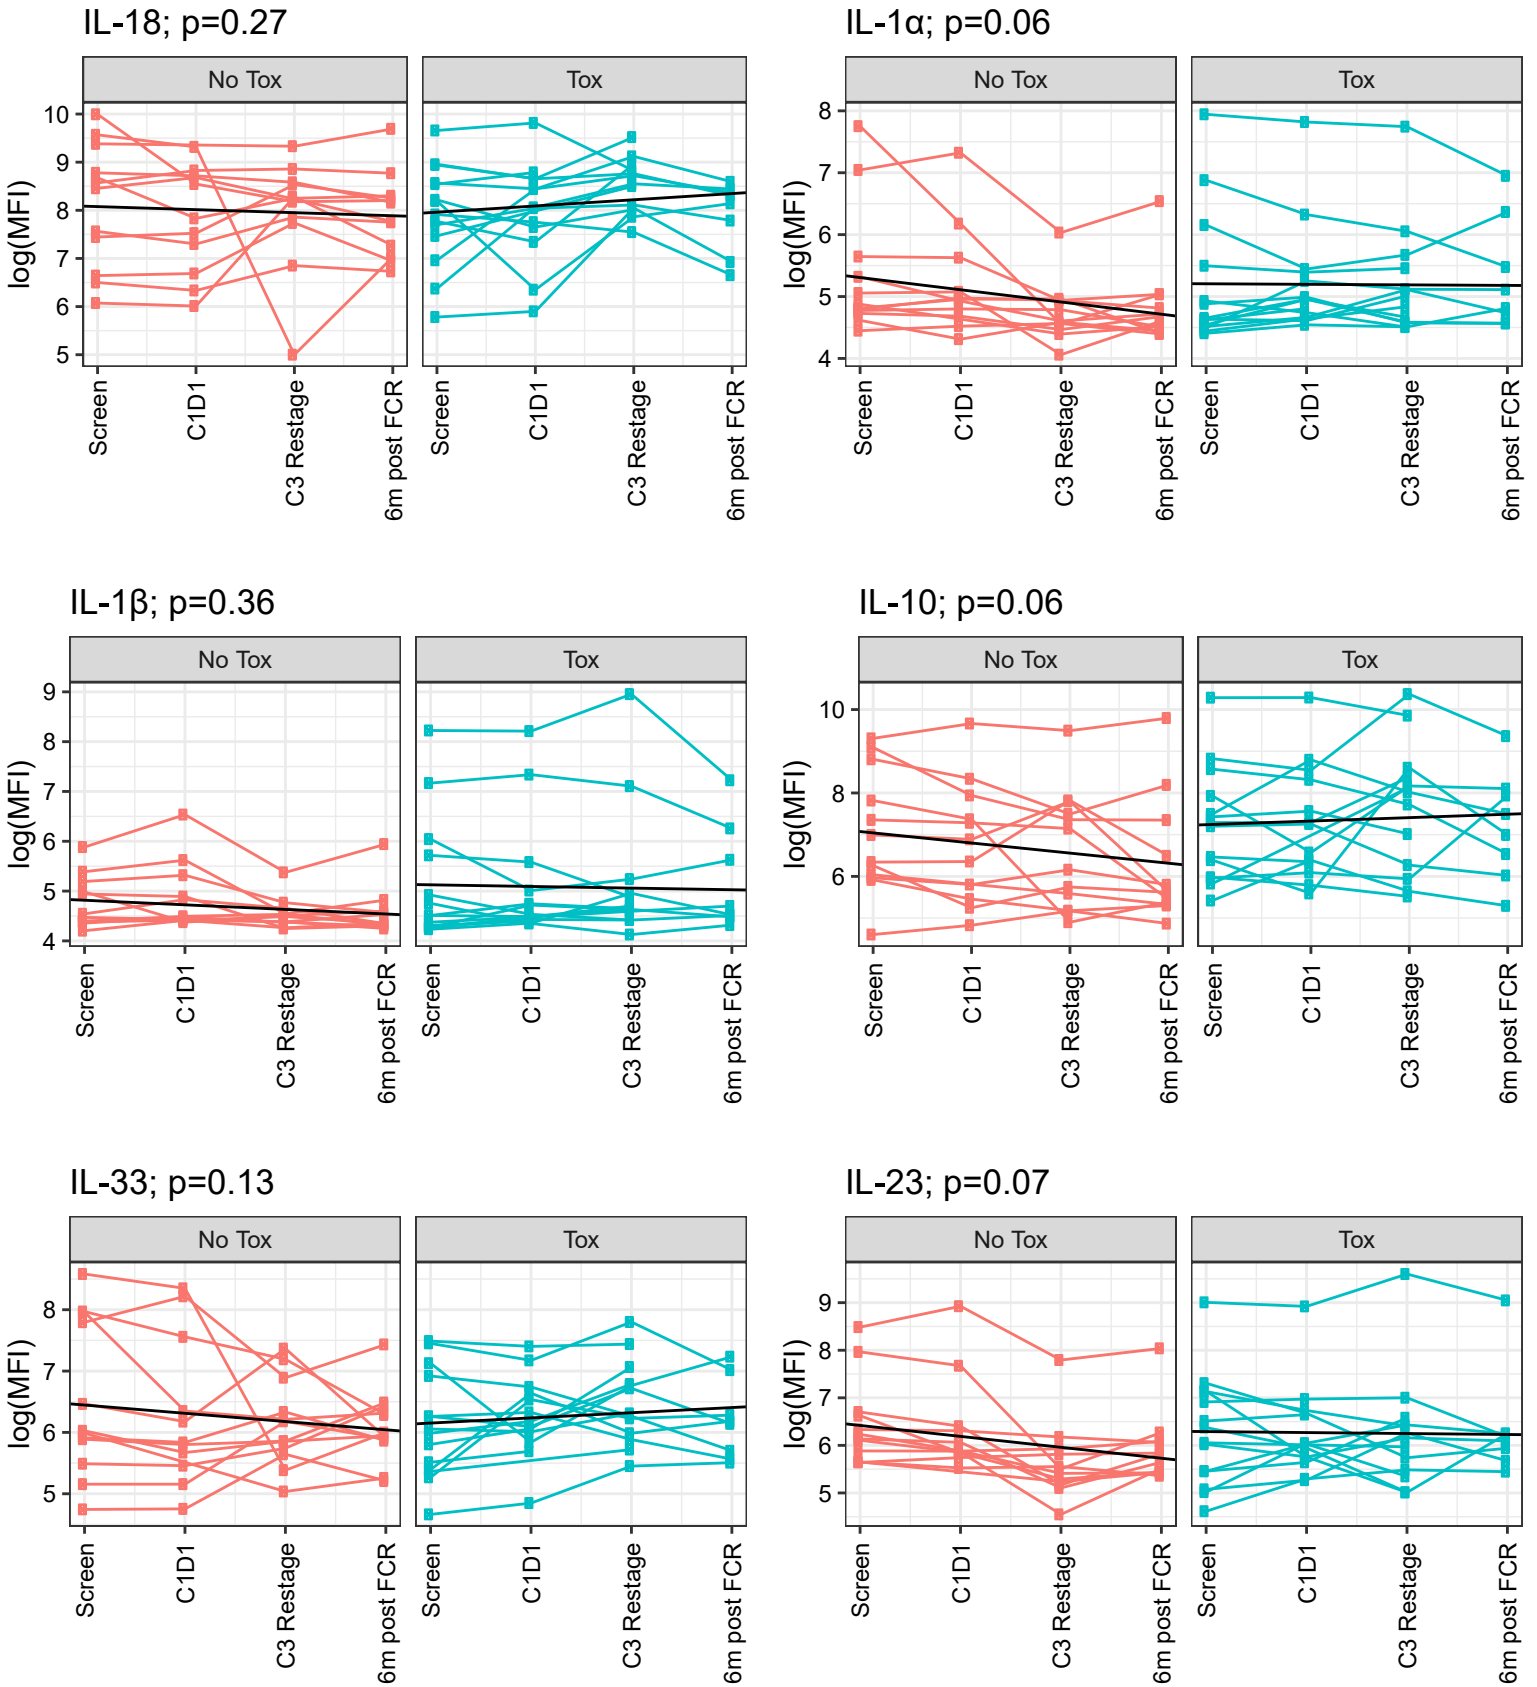 IL-18; p=0.27
No Tox
Tox
log(MFI)
10
9
8
7
6
5
Screen
C1D1
C3 Restage
6m post FCR
Screen
C1D1
C3 Restage
6m post FCR
IL-1α; p=0.06
No Tox
Tox
log(MFI)
8
7
6
5
4
Screen
C1D1
C3 Restage
6m post FCR
Screen
C1D1
C3 Restage
6m post FCR
IL-1β; p=0.36
No Tox
Tox
log(MFI)
9
8
7
6
5
4
Screen
C1D1
C3 Restage
6m post FCR
Screen
C1D1
C3 Restage
6m post FCR
IL-10; p=0.06
No Tox
Tox
log(MFI)
10
8
6
Screen
C1D1
C3 Restage
6m post FCR
Screen
C1D1
C3 Restage
6m post FCR
IL-33; p=0.13
No Tox
Tox
log(MFI)
8
7
6
5
Screen
C1D1
C3 Restage
6m post FCR
Screen
C1D1
C3 Restage
6m post FCR
IL-23; p=0.07
No Tox
Tox
log(MFI)
9
8
7
6
5
Screen
C1D1
C3 Restage
6m post FCR
Screen
C1D1
C3 Restage
6m post FCR